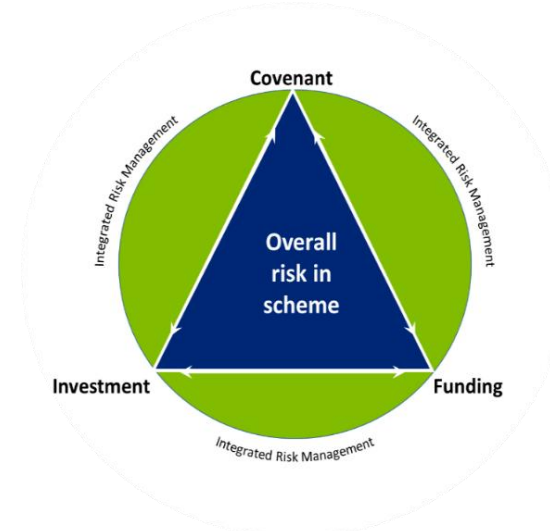 Covenant
Integrated Risk Management
Integrated Risk Management
Overall
risk in
scheme
Investment
Funding
Integrated Risk Management